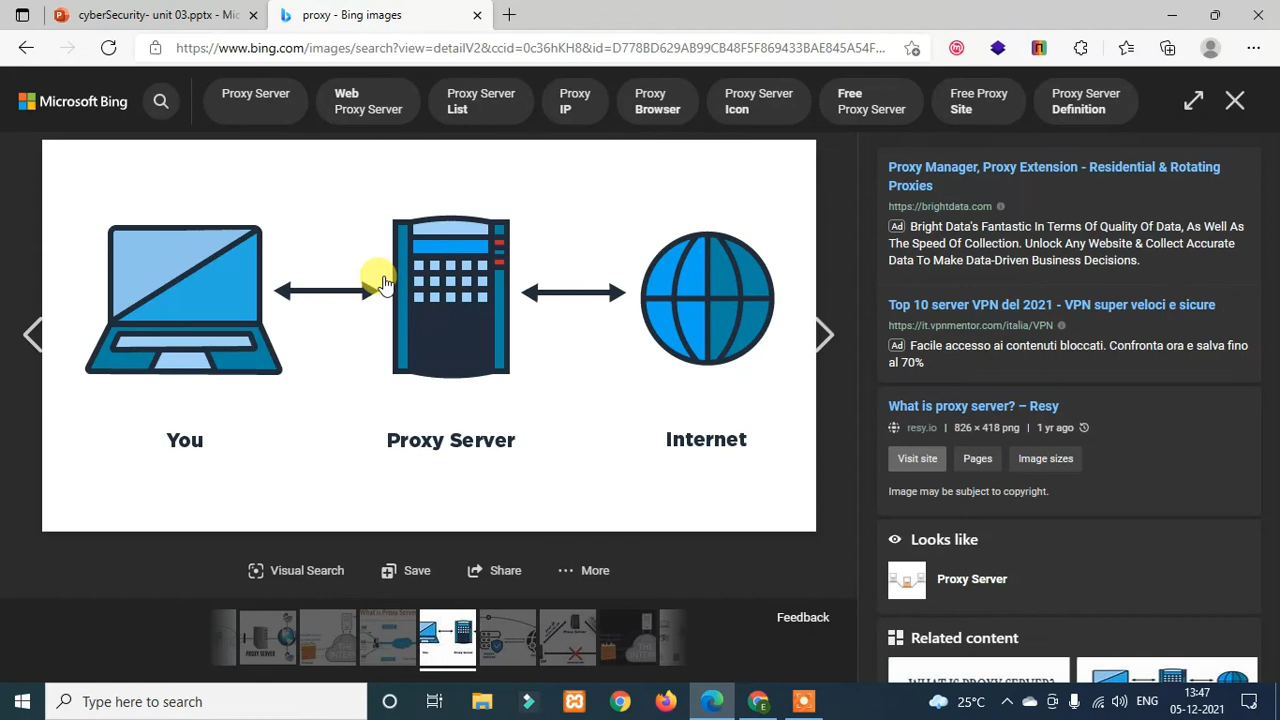 cyberSecurity- unit 03.pptx - Mic
proxy - Bing images
https://www.bing.com/images/search?view=detailV2&ccid=0c36hKH8&id=D778BD629AB99CB48F5F869433BAE845A54F...
Microsoft Bing
Proxy Server
Web
Proxy Server
Proxy Server
List
Proxy
IP
Proxy
Browser
Proxy Server
Icon
Free
Proxy Server
Free Proxy
Site
Proxy Server
Definition
You
Proxy Server
Internet
Visual Search
Save
Share
More
Feedback
Proxy Manager, Proxy Extension - Residential & Rotating
Proxies
https://brightdata.com
Ad Bright Data's Fantastic In Terms Of Quality Of Data, As Well As
The Speed Of Collection. Unlock Any Website & Collect Accurate
Data To Make Data-Driven Business Decisions.
Top 10 server VPN del 2021 - VPN super veloci e sicure
https://it.vpnmentor.com/italia/VPN
Ad Facile accesso ai contenuti bloccati. Confronta ora e salva fino
al 70%
What is proxy server? – Resy
resy.io | 826 × 418 png | 1 yr ago
Visit site
Pages
Image sizes
Image may be subject to copyright.
Looks like
Proxy Server
Related content
WHAT IS PROXY SERVER?
Type here to search
25°C
ENG
13:47
05-12-2021